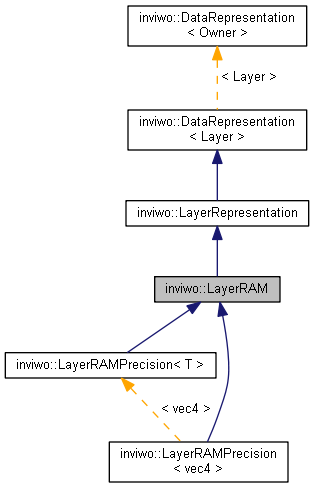 inviwo::DataRepresentation
< Owner >
< Layer >
inviwo::DataRepresentation
< Layer >
inviwo::LayerRepresentation
inviwo::LayerRAM
inviwo::LayerRAMPrecision< T >
< vec4 >
inviwo::LayerRAMPrecision
< vec4 >